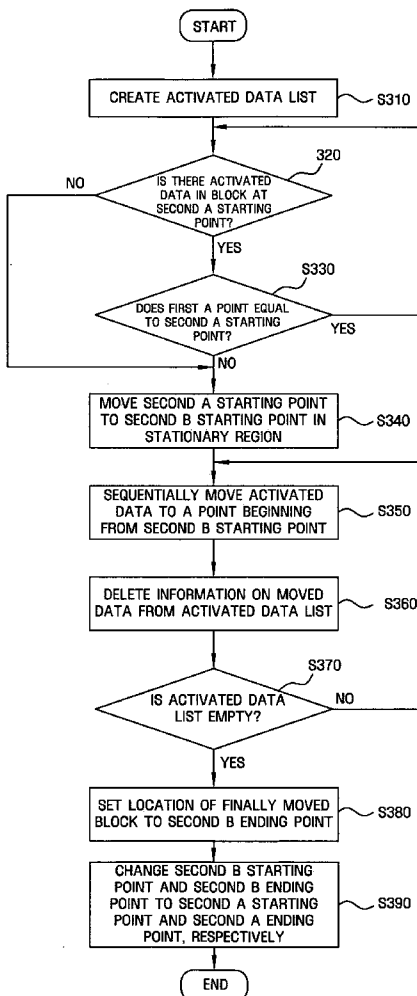 START
CREATE ACTIVATED DATA LIST
S310
320
NO
IS THERE ACTIVATED
DATA IN BLOCK AT
SECOND A STARTING
POINT?
YES
S330
DOES FIRST A POINT EQUAL
TO SECOND A STARTING
POINT?
YES
NO
MOVE SECOND A STARTING POINT
TO SECOND B STARTING POINT IN
STATIONARY REGION
S340
SEQUENTIALLY MOVE ACTIVATED
DATA TO A POINT BEGINNING
FROM SECOND B STARTING POINT
S350
DELETE INFORMATION ON MOVED
DATA FROM ACTIVATED DATA LIST
S360
S370
IS ACTIVATED DATA
LIST EMPTY?
NO
YES
SET LOCATION OF FINALLY MOVED
BLOCK TO SECOND B ENDING POINT
S380
CHANGE SECOND B STARTING
POINT AND SECOND B ENDING
POINT TO SECOND A STARTING
POINT AND SECOND A ENDING
POINT, RESPECTIVELY
S390
END